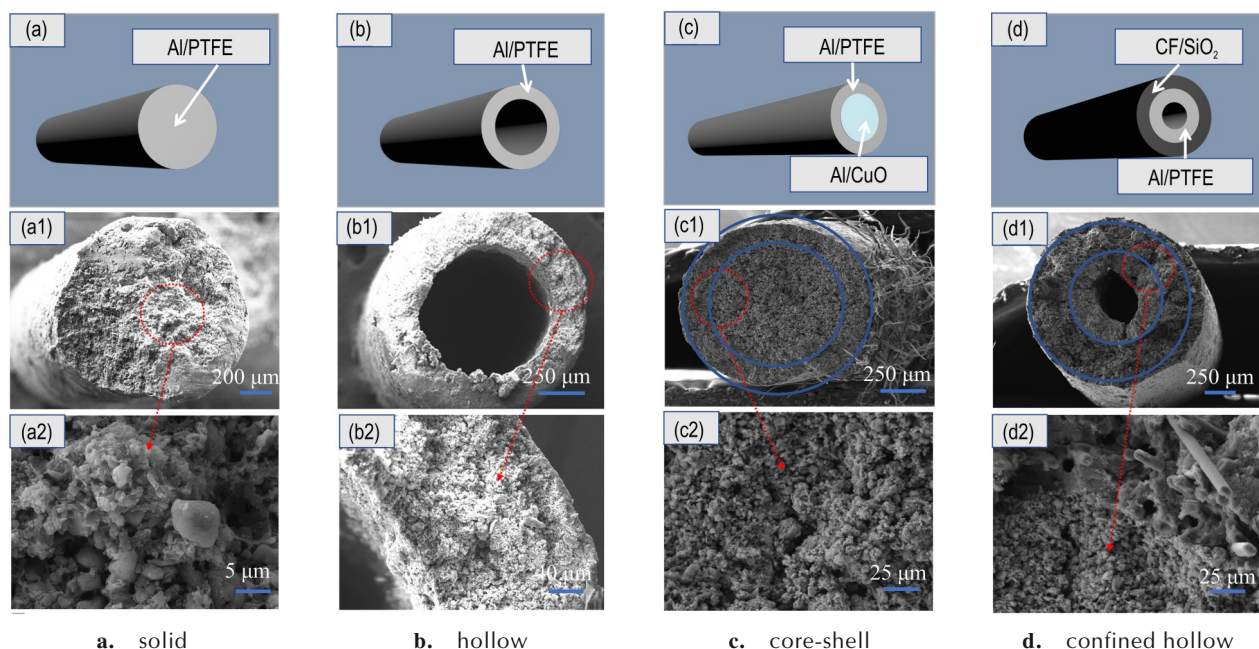 (a)
Al/PTFE
(b)
Al/PTFE
(c)
Al/PTFE
Al/CuO
(d)
CF/SiO₂
Al/PTFE
(a1)
200 μm
(b1)
250 μm
(c1)
250 μm
(d1)
250 μm
(a2)
5 μm
(b2)
40 μm
(c2)
25 μm
(d2)
25 μm
a. solid
b. hollow
c. core-shell
d. confined hollow